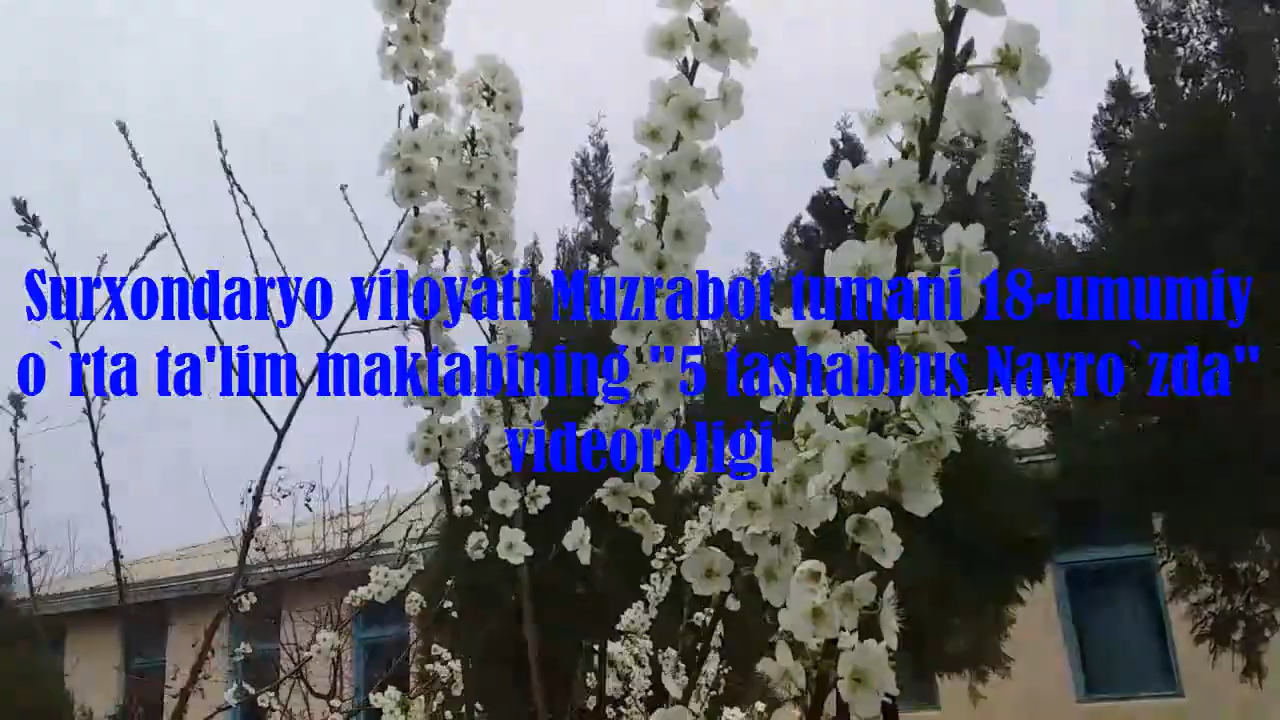 Surxondaryo viloyati Muzrabot tumani 18-umumiy
o`rta ta'lim maktabining "5 tashabbus Navro`zda"
videoroligi